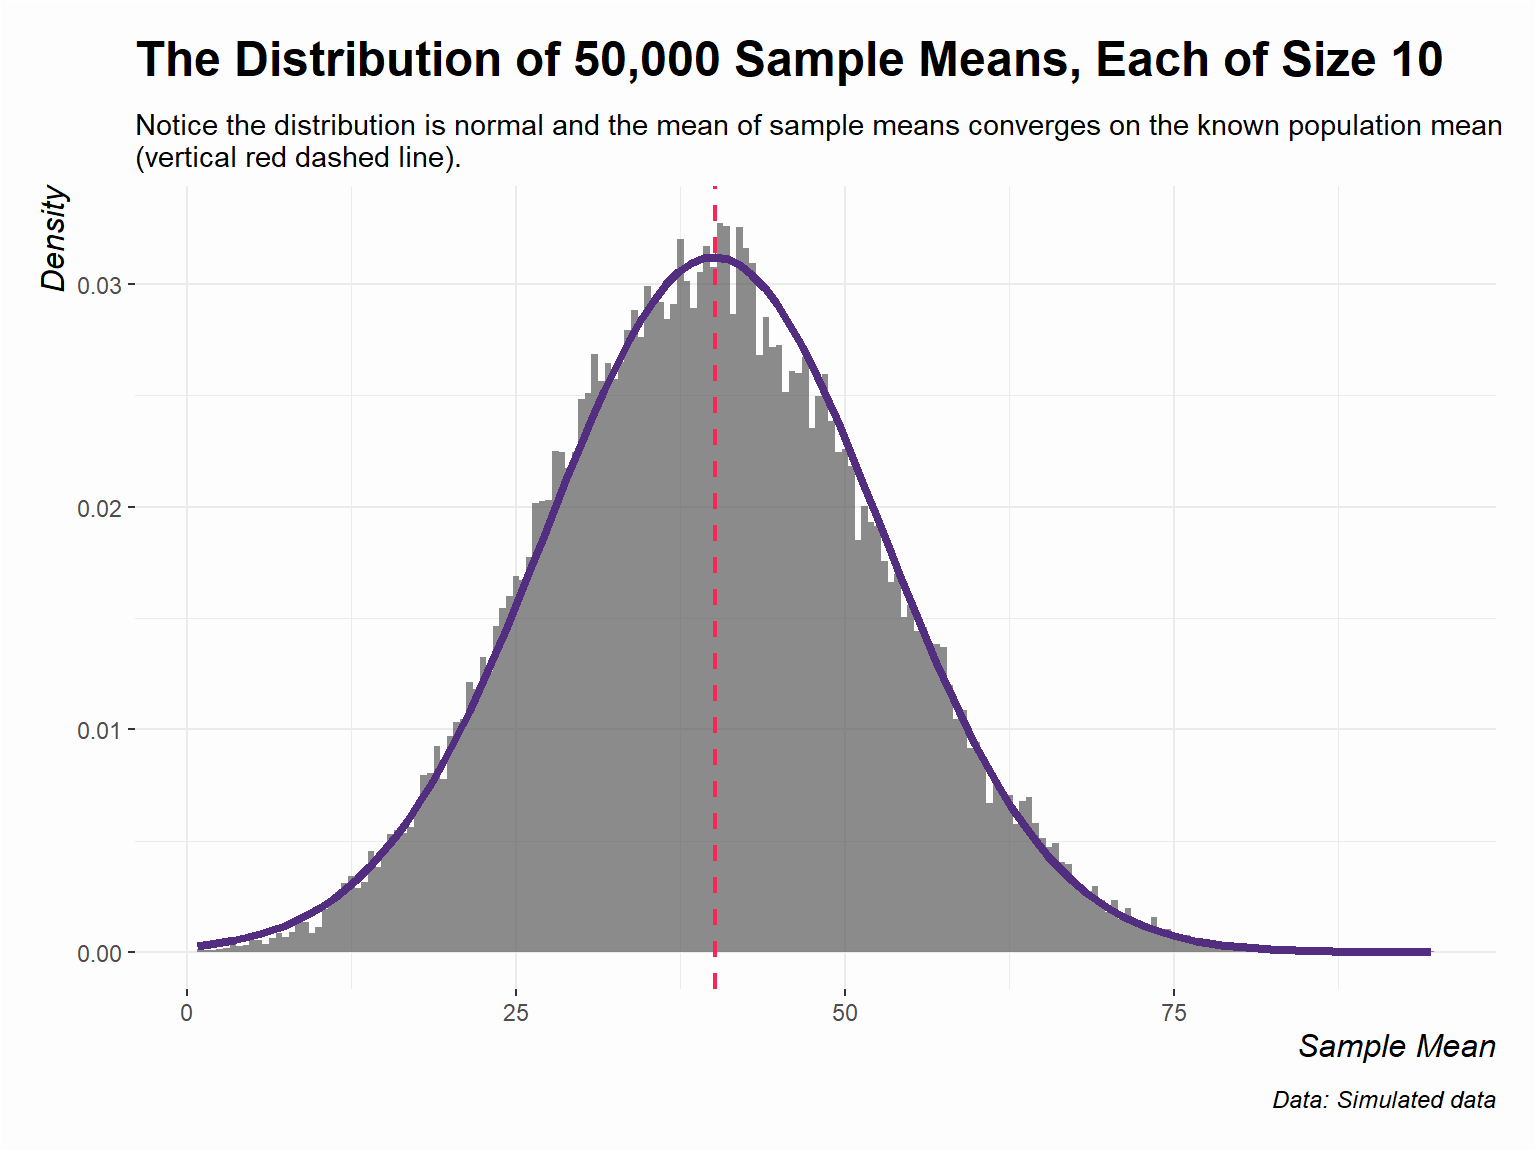 The Distribution of 50,000 Sample Means, Each of Size 10
Notice the distribution is normal and the mean of sample means converges on the known population mean
(vertical red dashed line).
Density
0.03
0.02
0.01
0.00
0 25 50 75
Sample Mean
Data: Simulated data